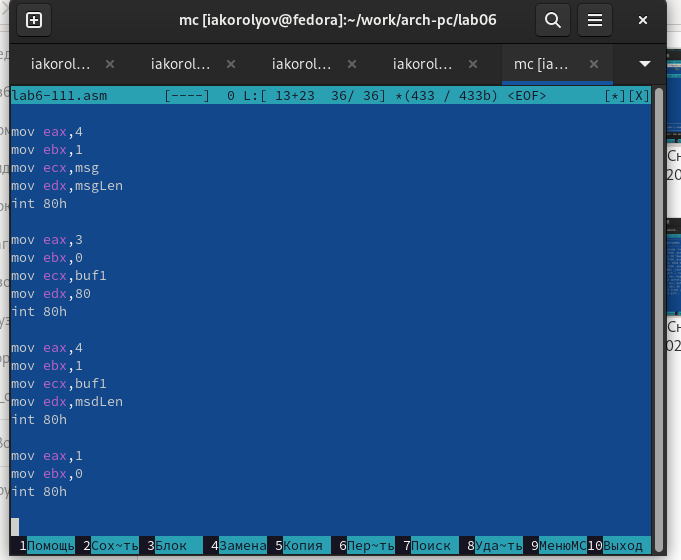 mc [iakorolyov@fedora]:~/work/arch-pc/lab06
iakorol... × iakorol... × iakorol... × iakorol... × mc [ia... ×
lab6-111.asm [----] 0 L:[ 13+23 36/ 36] *(433 / 433b) <EOF> [*][X]
mov eax,4
mov ebx,1
mov ecx,msg
mov edx,msgLen
int 80h
mov eax,3
mov ebx,0
mov ecx,buf1
mov edx,80
int 80h
mov eax,4
mov ebx,1
mov ecx,buf1
mov edx,msdLen
int 80h
mov eax,1
mov ebx,0
int 80h
1Помощь 2Сох~ть 3Блок 4Замена 5Копия 6Пер~ть 7Поиск 8Уда~ть 9МенюMC 10Выход